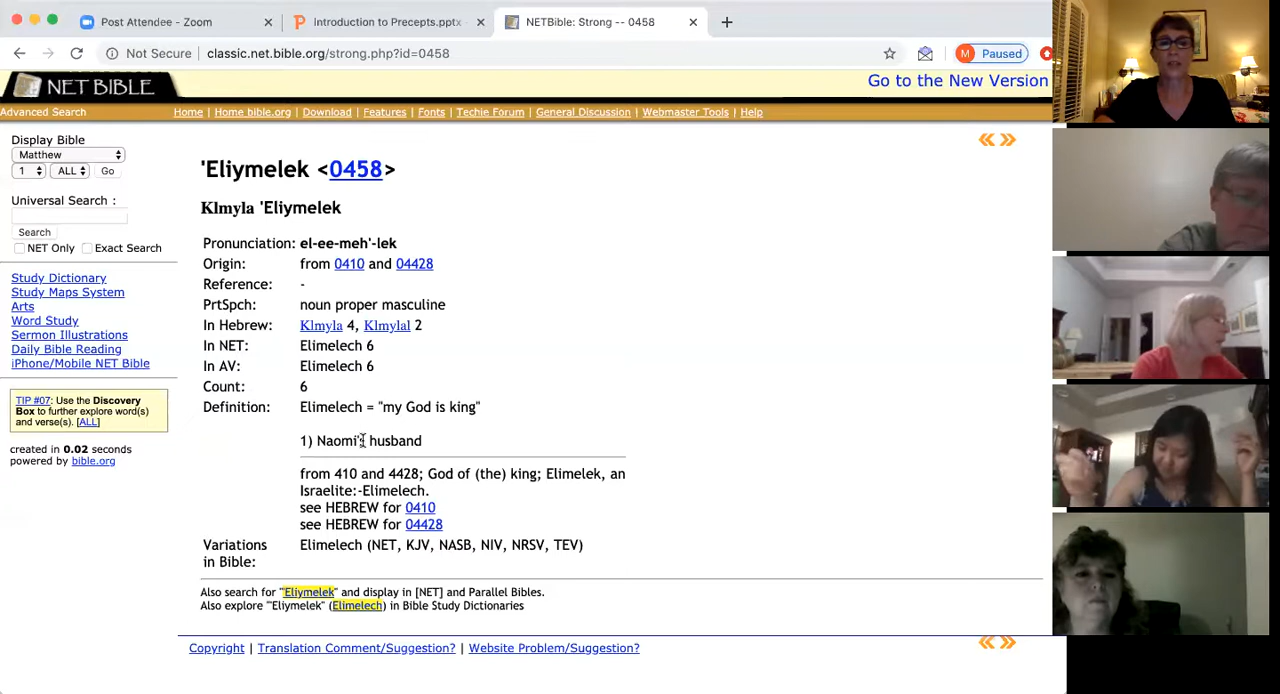 Post Attendee - Zoom
Introduction to Precepts.pptx
NETBible: Strong -- 0458
Not Secure
classic.net.bible.org/strong.php?id=0458
M Paused
NET BIBLE
Go to the New Version
Advanced Search
Home | Home bible.org | Download | Features | Fonts | Techie Forum | General Discussion | Webmaster Tools | Help
Display Bible
Matthew
1 ALL Go
Universal Search :
Search
NET Only Exact Search
Study Dictionary
Study Maps System
Arts
Word Study
Sermon Illustrations
Daily Bible Reading
iPhone/Mobile NET Bible
TIP #07: Use the Discovery
Box to further explore word(s)
and verse(s). [ALL]
created in 0.02 seconds
powered by bible.org
'Eliymelek <0458>
Klmyla 'Eliymelek
Pronunciation: el-ee-meh'-lek
Origin: from 0410 and 04428
Reference: -
PrtSpch: noun proper masculine
In Hebrew: Klmyla 4, Klmylal 2
In NET: Elimelech 6
In AV: Elimelech 6
Count: 6
Definition: Elimelech = "my God is king"
1) Naomi's husband
from 410 and 4428; God of (the) king; Elimelek, an
Israelite:-Elimelech.
see HEBREW for 0410
see HEBREW for 04428
Variations Elimelech (NET, KJV, NASB, NIV, NRSV, TEV)
in Bible:
Also search for "'Eliymelek" and display in [NET] and Parallel Bibles.
Also explore "'Eliymelek" (Elimelech) in Bible Study Dictionaries
Copyright | Translation Comment/Suggestion? | Website Problem/Suggestion?